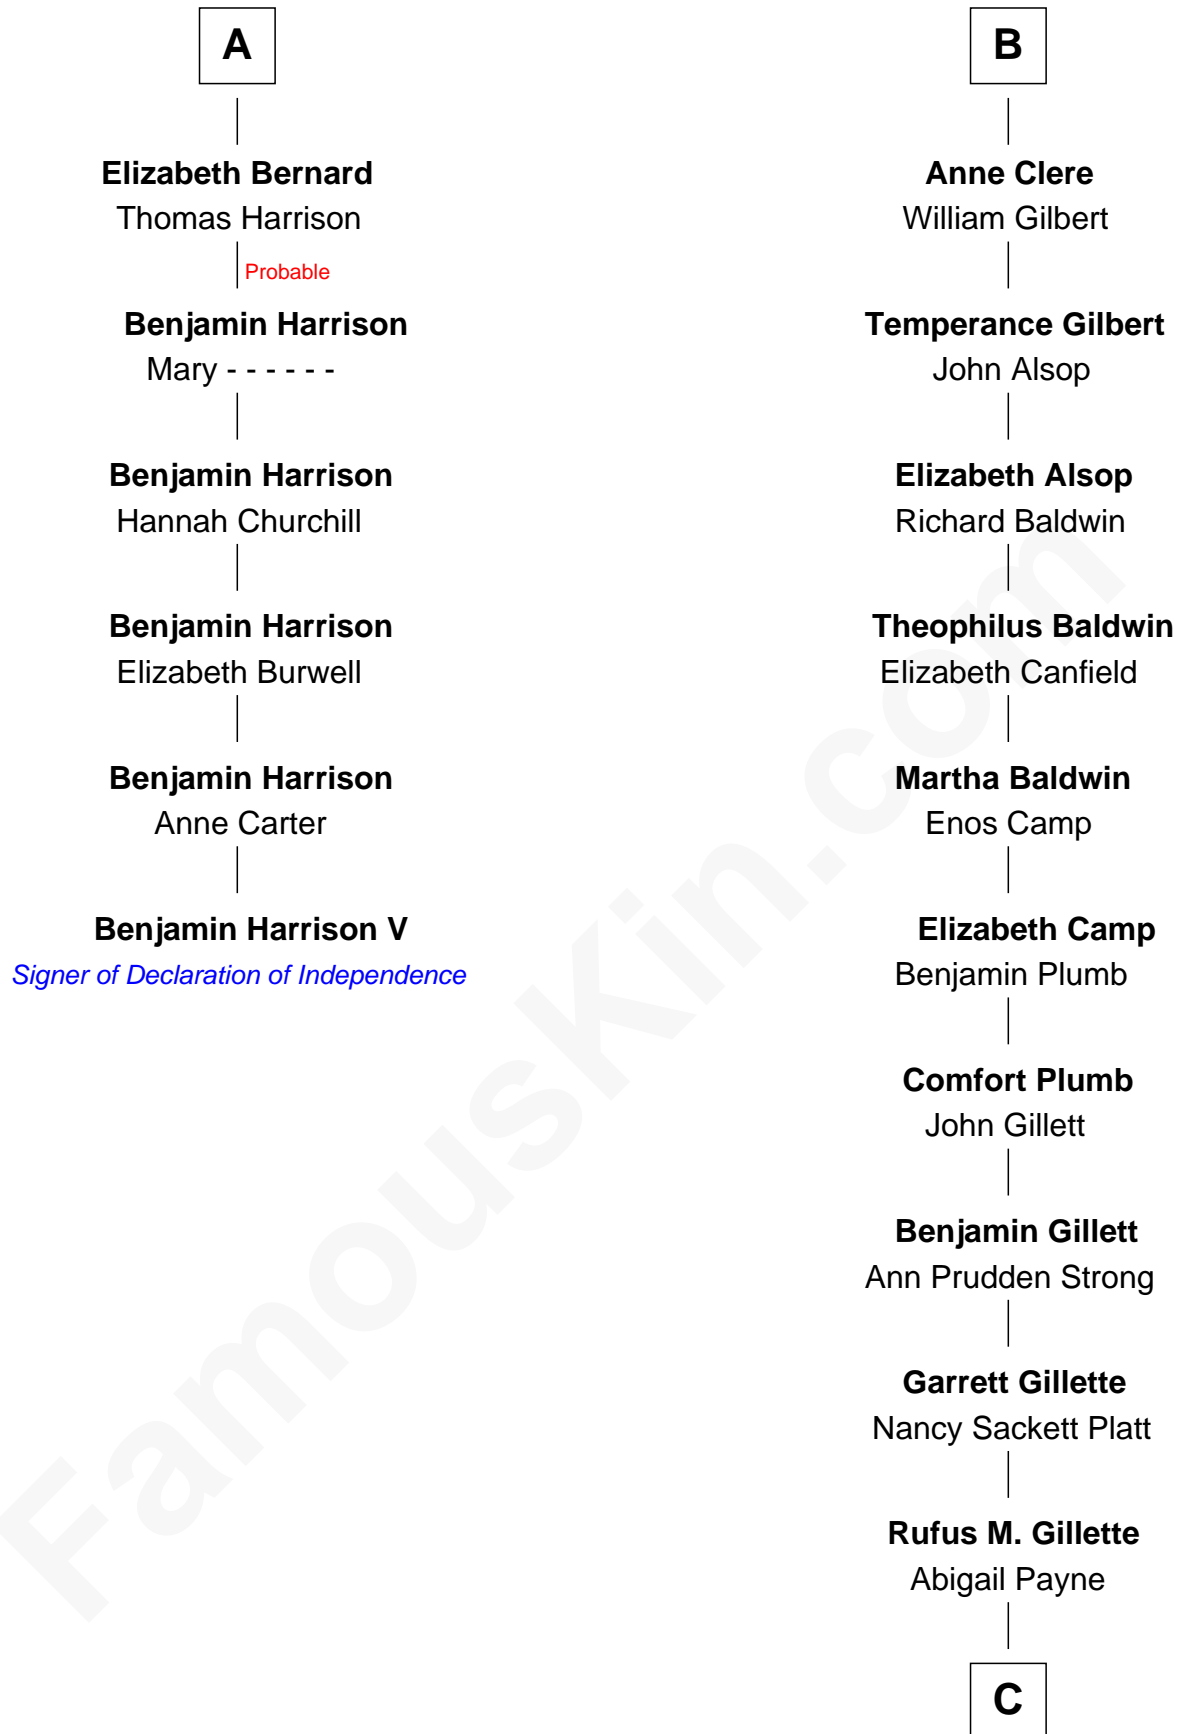 A
Elizabeth Bernard
Thomas Harrison
Probable
Benjamin Harrison
Mary - - - - - -
Benjamin Harrison
Hannah Churchill
Benjamin Harrison
Elizabeth Burwell
Benjamin Harrison
Anne Carter
Benjamin Harrison V
Signer of Declaration of Independence
B
Anne Clere
William Gilbert
Temperance Gilbert
John Alsop
Elizabeth Alsop
Richard Baldwin
Theophilus Baldwin
Elizabeth Canfield
Martha Baldwin
Enos Camp
Elizabeth Camp
Benjamin Plumb
Comfort Plumb
John Gillett
Benjamin Gillett
Ann Prudden Strong
Garrett Gillette
Nancy Sackett Platt
Rufus M. Gillette
Abigail Payne
C
FamousKin.com